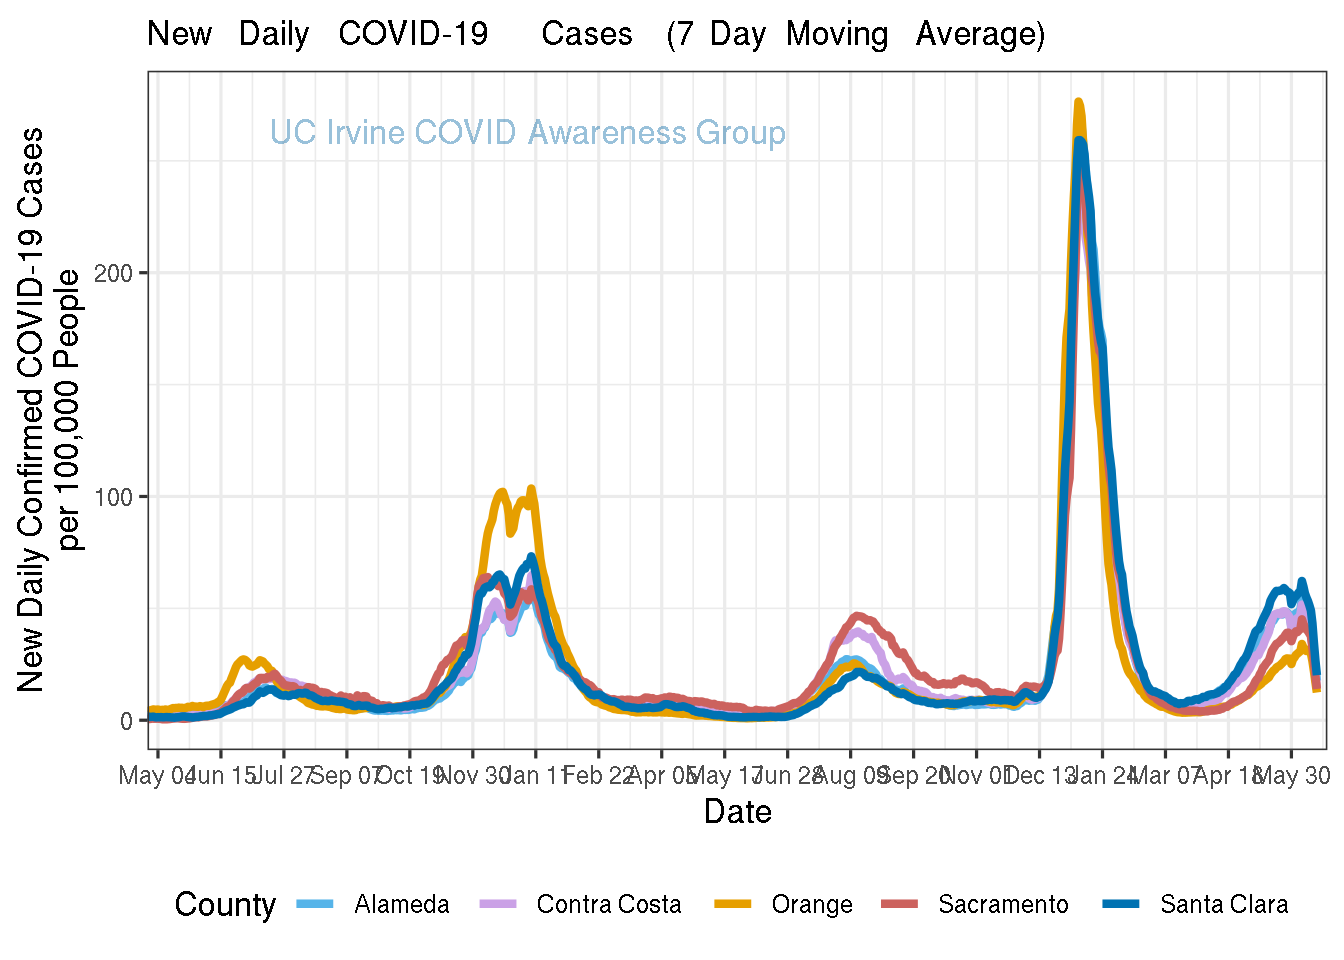 New Daily COVID-19 Cases (7 Day Moving Average)
UC Irvine COVID Awareness Group
New Daily Confirmed COVID-19 Cases
per 100,000 People
200
100
0
May 04 Jun 15 Jul 27 Sep 07 Oct 19 Nov 30 Jan 11 Feb 22 Apr 05 May 17 Jun 28 Aug 09 Sep 20 Nov 01 Dec 13 Jan 24 Mar 07 Apr 18 May 30
Date
County Alameda Contra Costa Orange Sacramento Santa Clara